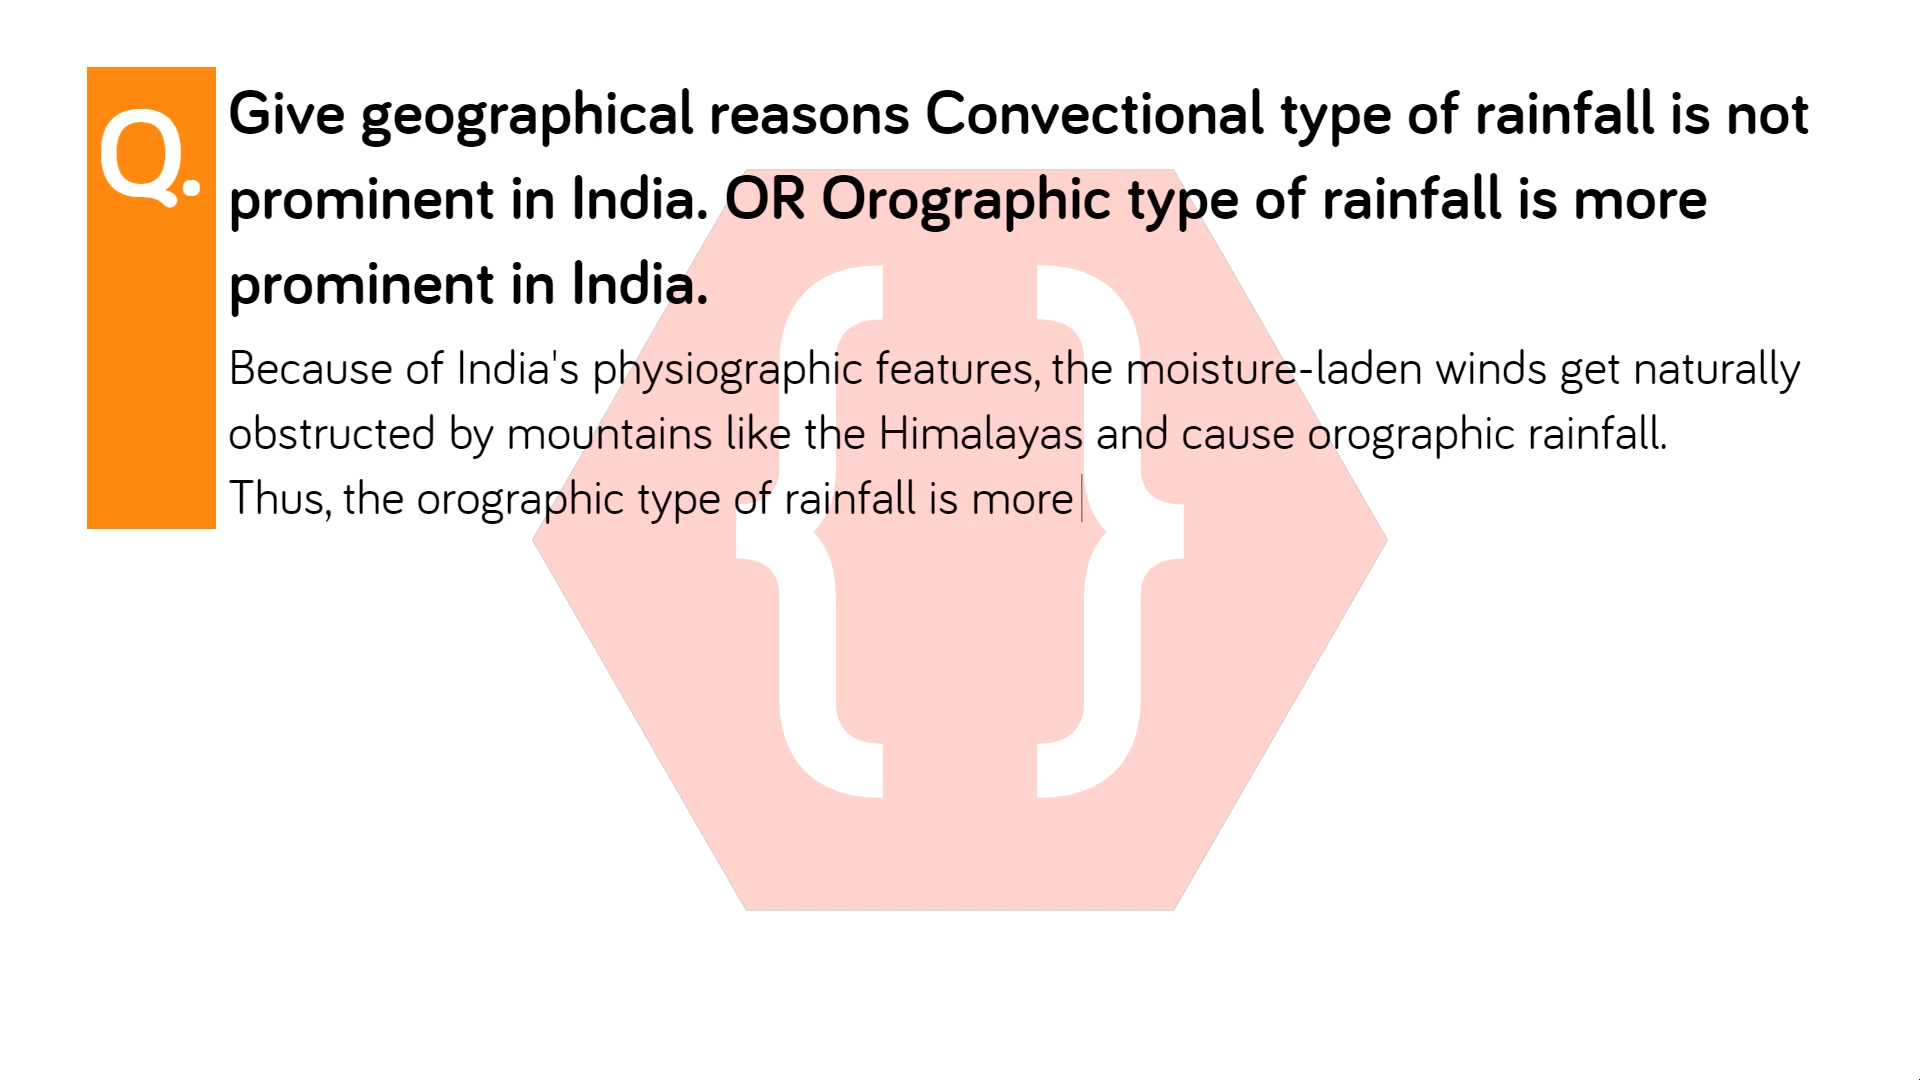 Q.
Give geographical reasons Convectional type of rainfall is not
prominent in India. OR Orographic type of rainfall is more
prominent in India.
Because of India's physiographic features, the moisture-laden winds get naturally
obstructed by mountains like the Himalayas and cause orographic rainfall.
Thus, the orographic type of rainfall is more